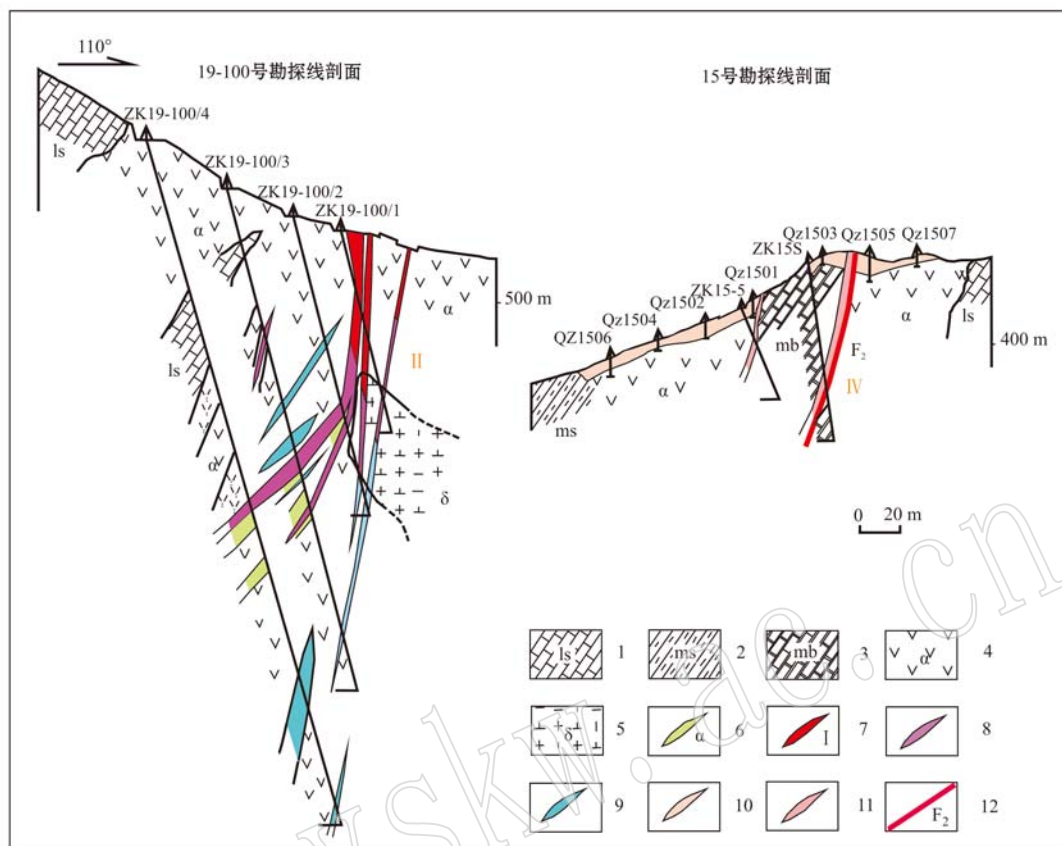 110°
19-100号勘探线剖面
15号勘探线剖面
ZK19-100/4
ls
ZK19-100/3
ZK19-100/2
ZK19-100/1
α
α
500 m
II
ls
α
δ
Qz1503
Qz1505
Qz1507
ZK15S
Qz1501
ZK15-5
Qz1502
Qz1504
QZ1506
mb
α
ls
400 m
F₂
α
IV
ms
0 20 m
ls 1
ms 2
mb 3
α 4
δ 5
α 6
I 7
8
9
10
11
F₂ 12
yskw.ac.cn